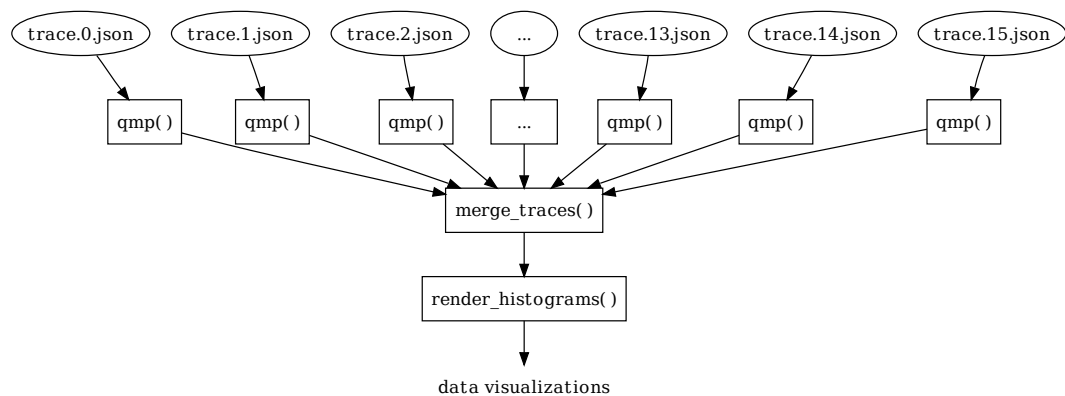 trace.0.json trace.1.json trace.2.json ... trace.13.json trace.14.json trace.15.json
qmp() qmp() qmp() ... qmp() qmp() qmp()
merge_traces()
render_histograms()
data visualizations